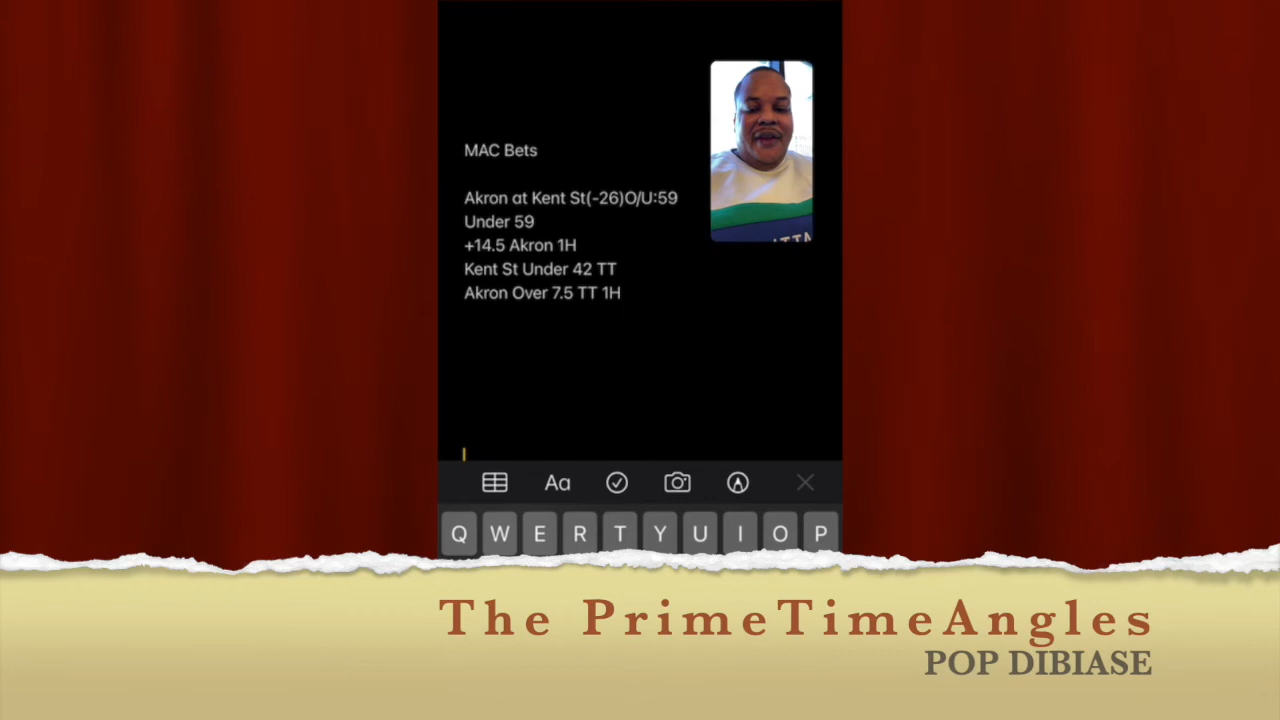 MAC Bets
Akron at Kent St(-26)O/U:59
Under 59
+14.5 Akron 1H
Kent St Under 42 TT
Akron Over 7.5 TT 1H
Aa
Q W E R T Y U I O P
The PrimeTimeAngles
POP DIBIASE